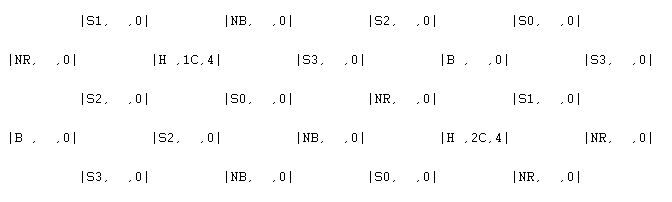 |S1,  ,0|          |NB,  ,0|          |S2,  ,0|          |S0,  ,0|
|NR,  ,0|          |H ,1C,4|          |S3,  ,0|          |B ,  ,0|          |S3,  ,0|
|S2,  ,0|          |S0,  ,0|          |NR,  ,0|          |S1,  ,0|
|B ,  ,0|          |S2,  ,0|          |NB,  ,0|          |H ,2C,4|          |NR,  ,0|
|S3,  ,0|          |NB,  ,0|          |S0,  ,0|          |NR,  ,0|